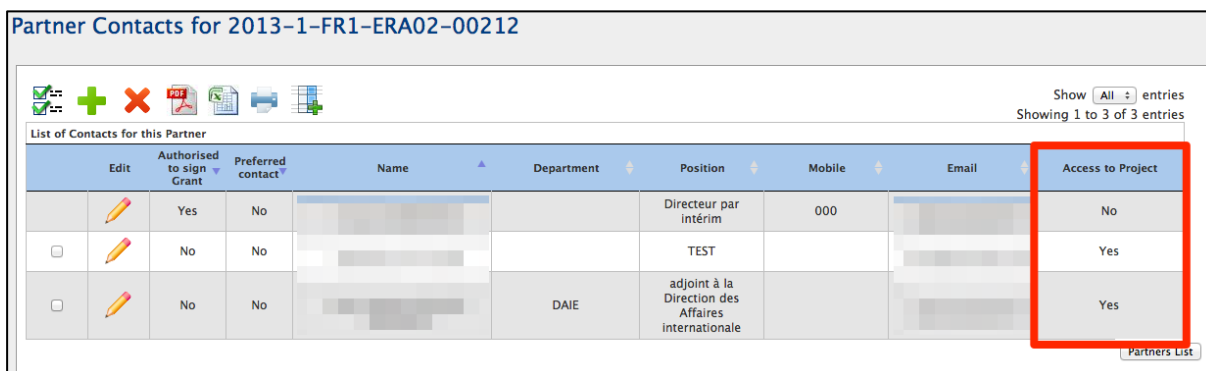 Partner Contacts for 2013-1-FR1-ERA02-00212
PDF
Show All entries
Showing 1 to 3 of 3 entries
List of Contacts for this Partner
Edit Authorised to sign Grant Preferred contact Name Department Position Mobile Email Access to Project
Yes No Directeur par intérim 000 No
No No TEST Yes
No No DAIE adjoint à la Direction des Affaires internationale Yes
Partners List